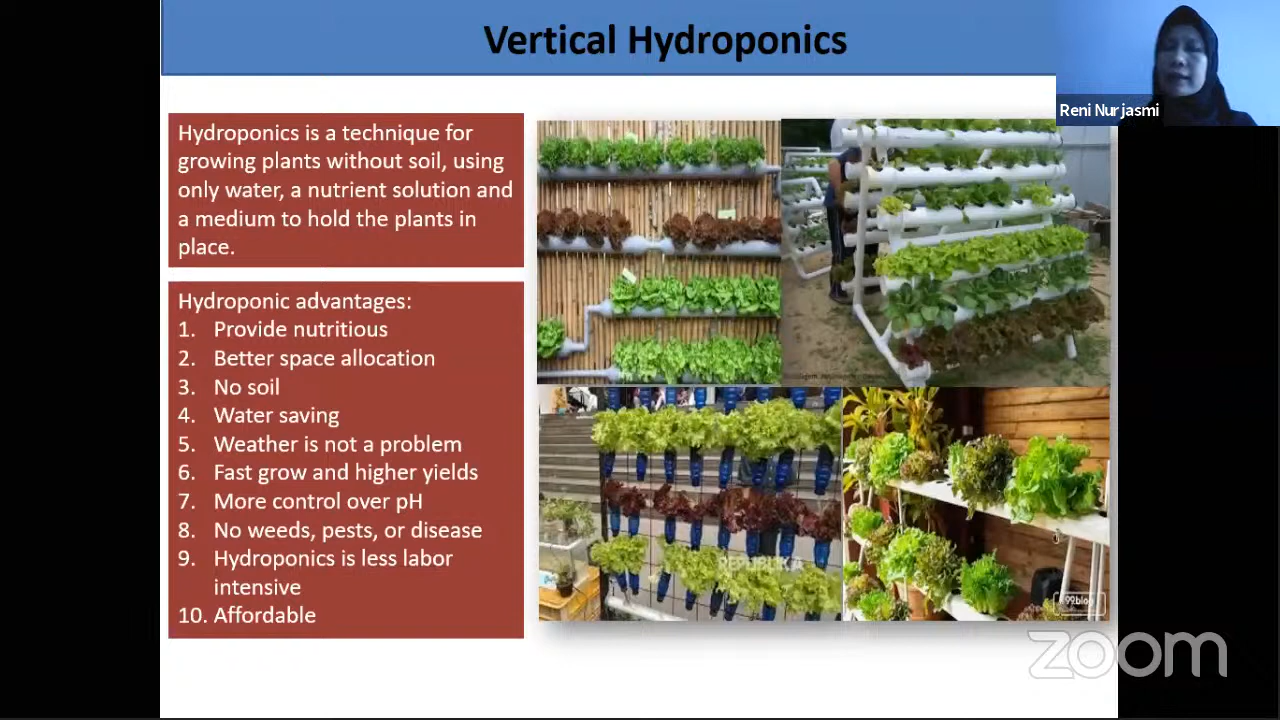 Vertical Hydroponics
Reni Nurjasmi
Hydroponics is a technique for
growing plants without soil, using
only water, a nutrient solution and
a medium to hold the plants in
place.
Hydroponic advantages:
1. Provide nutritious
2. Better space allocation
3. No soil
4. Water saving
5. Weather is not a problem
6. Fast grow and higher yields
7. More control over pH
8. No weeds, pests, or disease
9. Hydroponics is less labor
intensive
10. Affordable
REPUBLIKA
99.blog
zoom